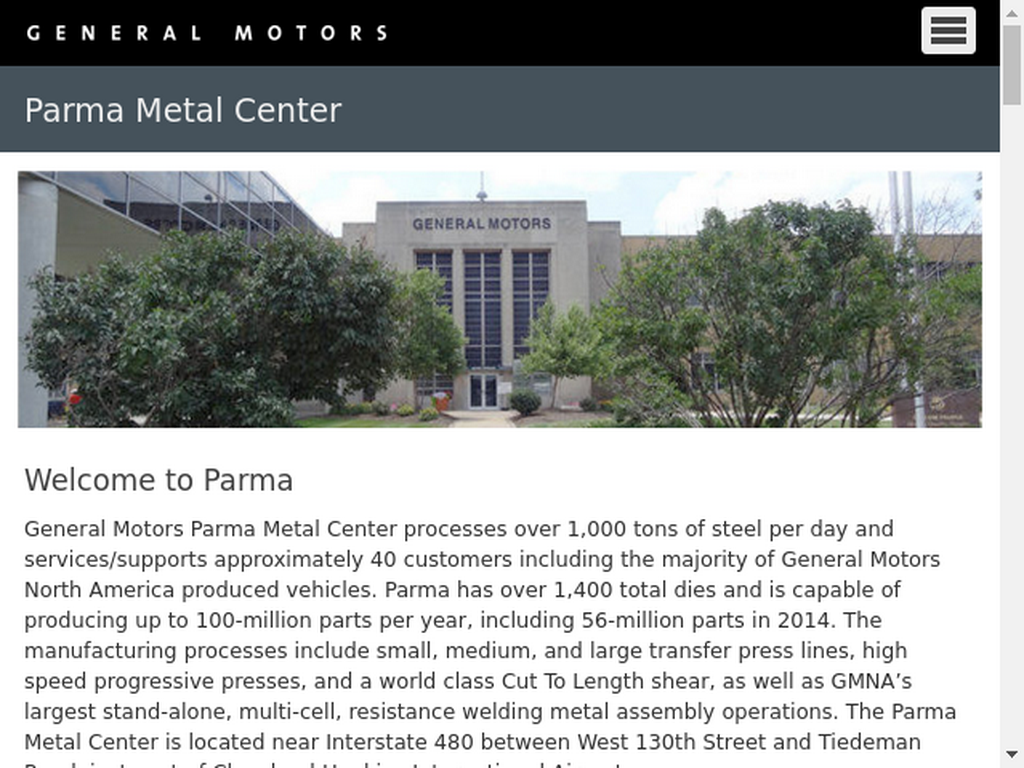 GENERAL MOTORS
Parma Metal Center
GENERAL MOTORS
Welcome to Parma
General Motors Parma Metal Center processes over 1,000 tons of steel per day and
services/supports approximately 40 customers including the majority of General Motors
North America produced vehicles. Parma has over 1,400 total dies and is capable of
producing up to 100-million parts per year, including 56-million parts in 2014. The
manufacturing processes include small, medium, and large transfer press lines, high
speed progressive presses, and a world class Cut To Length shear, as well as GMNA’s
largest stand-alone, multi-cell, resistance welding metal assembly operations. The Parma
Metal Center is located near Interstate 480 between West 130th Street and Tiedeman